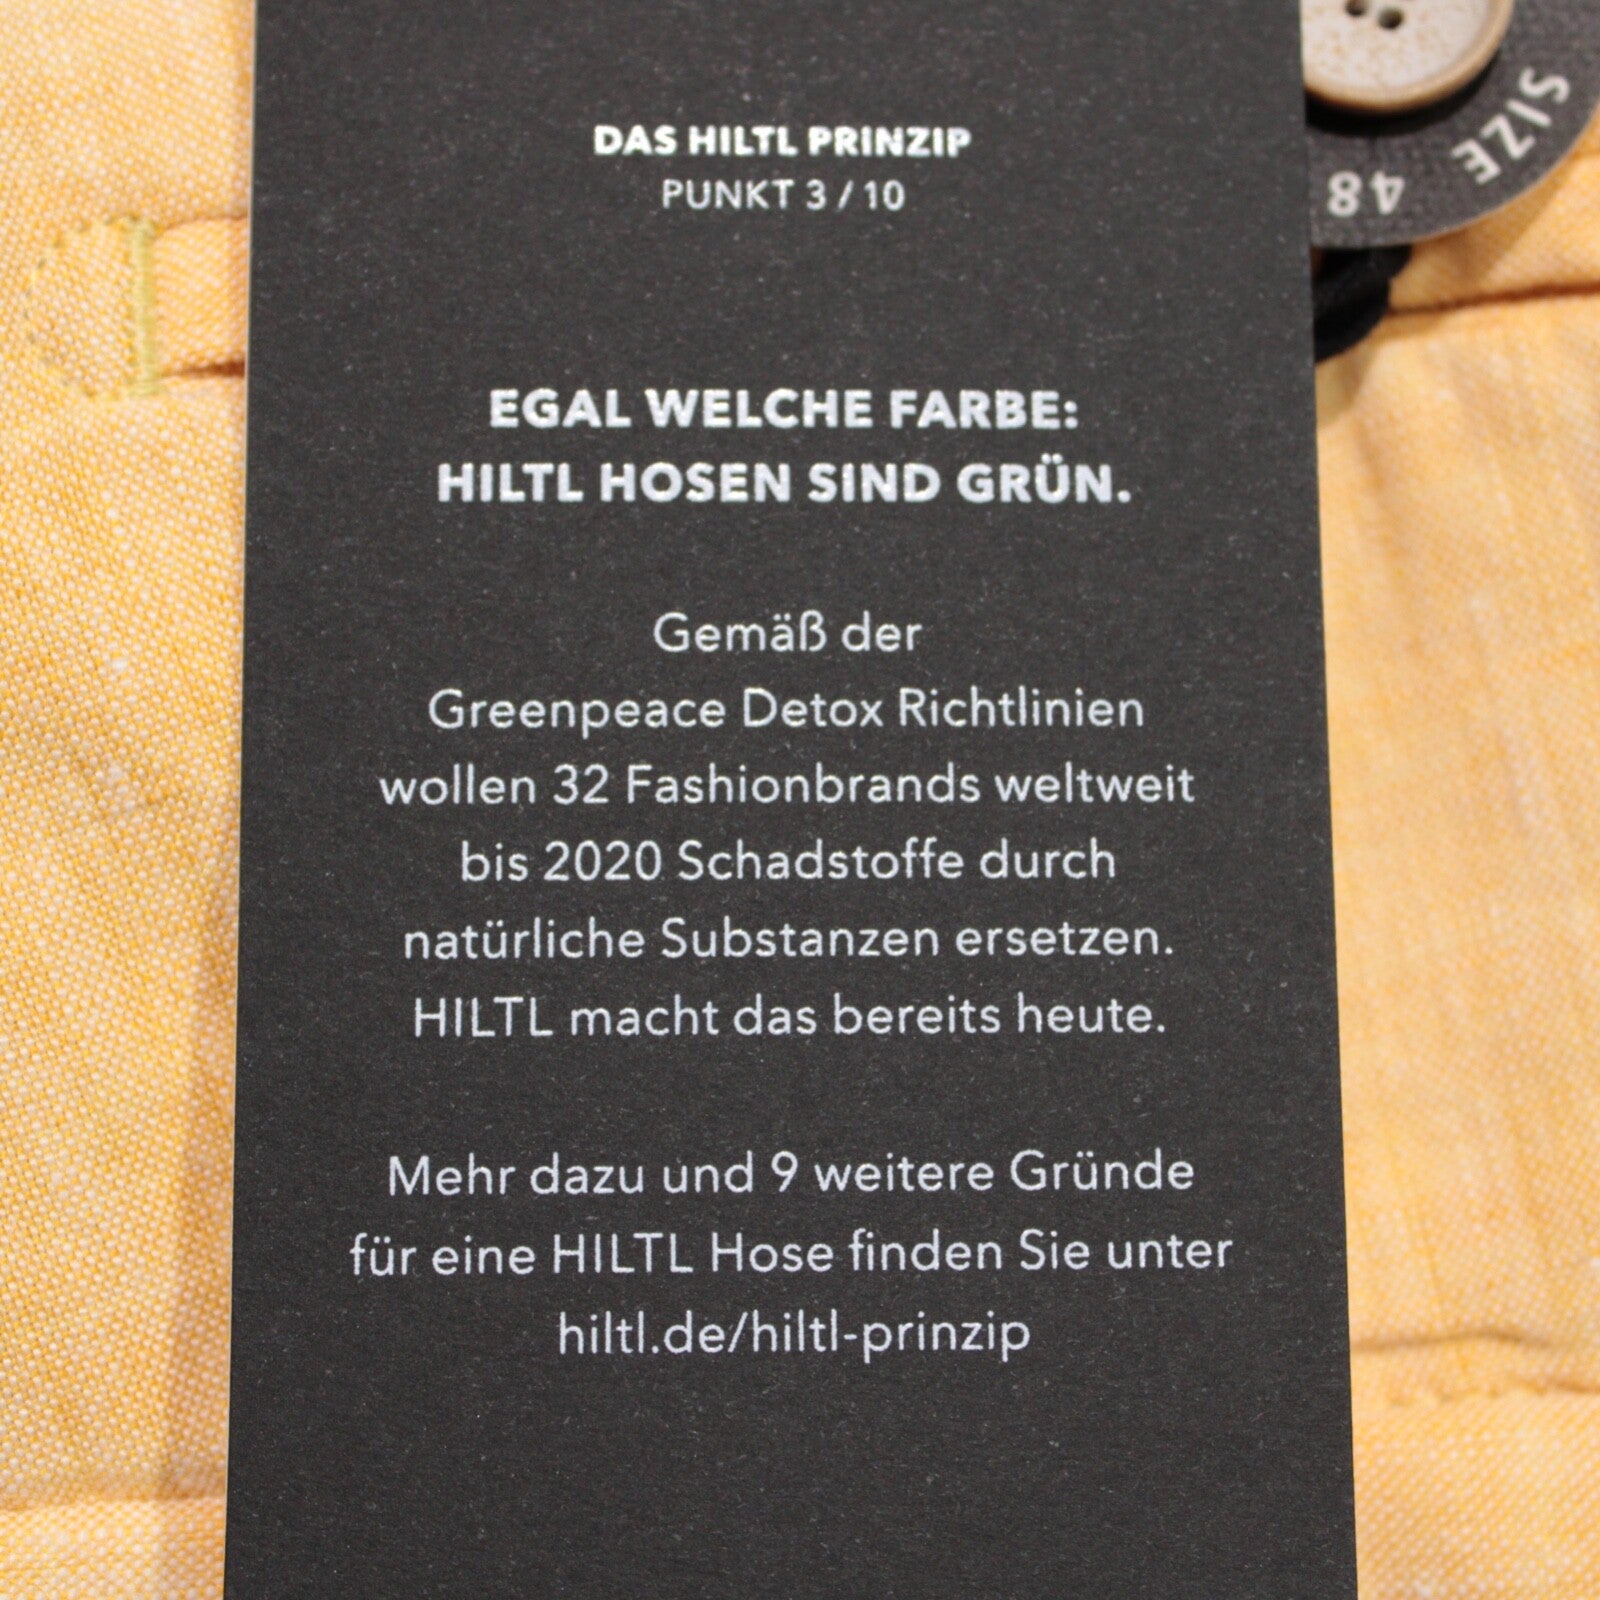 DAS HILTL PRINZIP
PUNKT 3 / 10
SIZE
48
EGAL WELCHE FARBE:
HILTL HOSEN SIND GRÜN.
Gemäß der
Greenpeace Detox Richtlinien
wollen 32 Fashionbrands weltweit
bis 2020 Schadstoffe durch
natürliche Substanzen ersetzen.
HILTL macht das bereits heute.
Mehr dazu und 9 weitere Gründe
für eine HILTL Hose finden Sie unter
hiltl.de/hiltl-prinzip